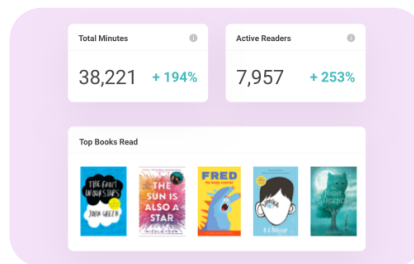 Total Minutes
Active Readers
38,221 + 194%
7,957 + 253%
Top Books Read
THE FAULT
IN OUR STARS
JOHN GREEN
THE
SUN IS
ALSO A
STAR
FRED